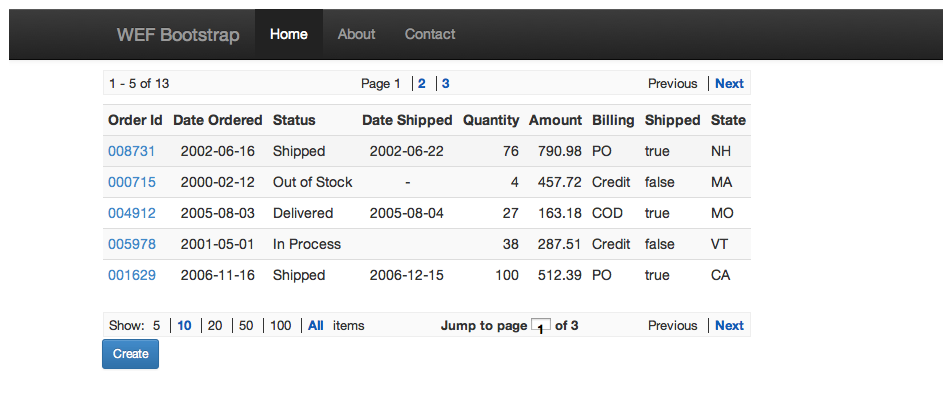 WEF Bootstrap Home About Contact
1 - 5 of 13 Page 1 2 3 Previous Next
Order Id Date Ordered Status Date Shipped Quantity Amount Billing Shipped State
008731 2002-06-16 Shipped 2002-06-22 76 790.98 PO true NH
000715 2000-02-12 Out of Stock - 4 457.72 Credit false MA
004912 2005-08-03 Delivered 2005-08-04 27 163.18 COD true MO
005978 2001-05-01 In Process 38 287.51 Credit false VT
001629 2006-11-16 Shipped 2006-12-15 100 512.39 PO true CA
Show: 5 10 20 50 100 All items Jump to page 1 of 3 Previous Next
Create